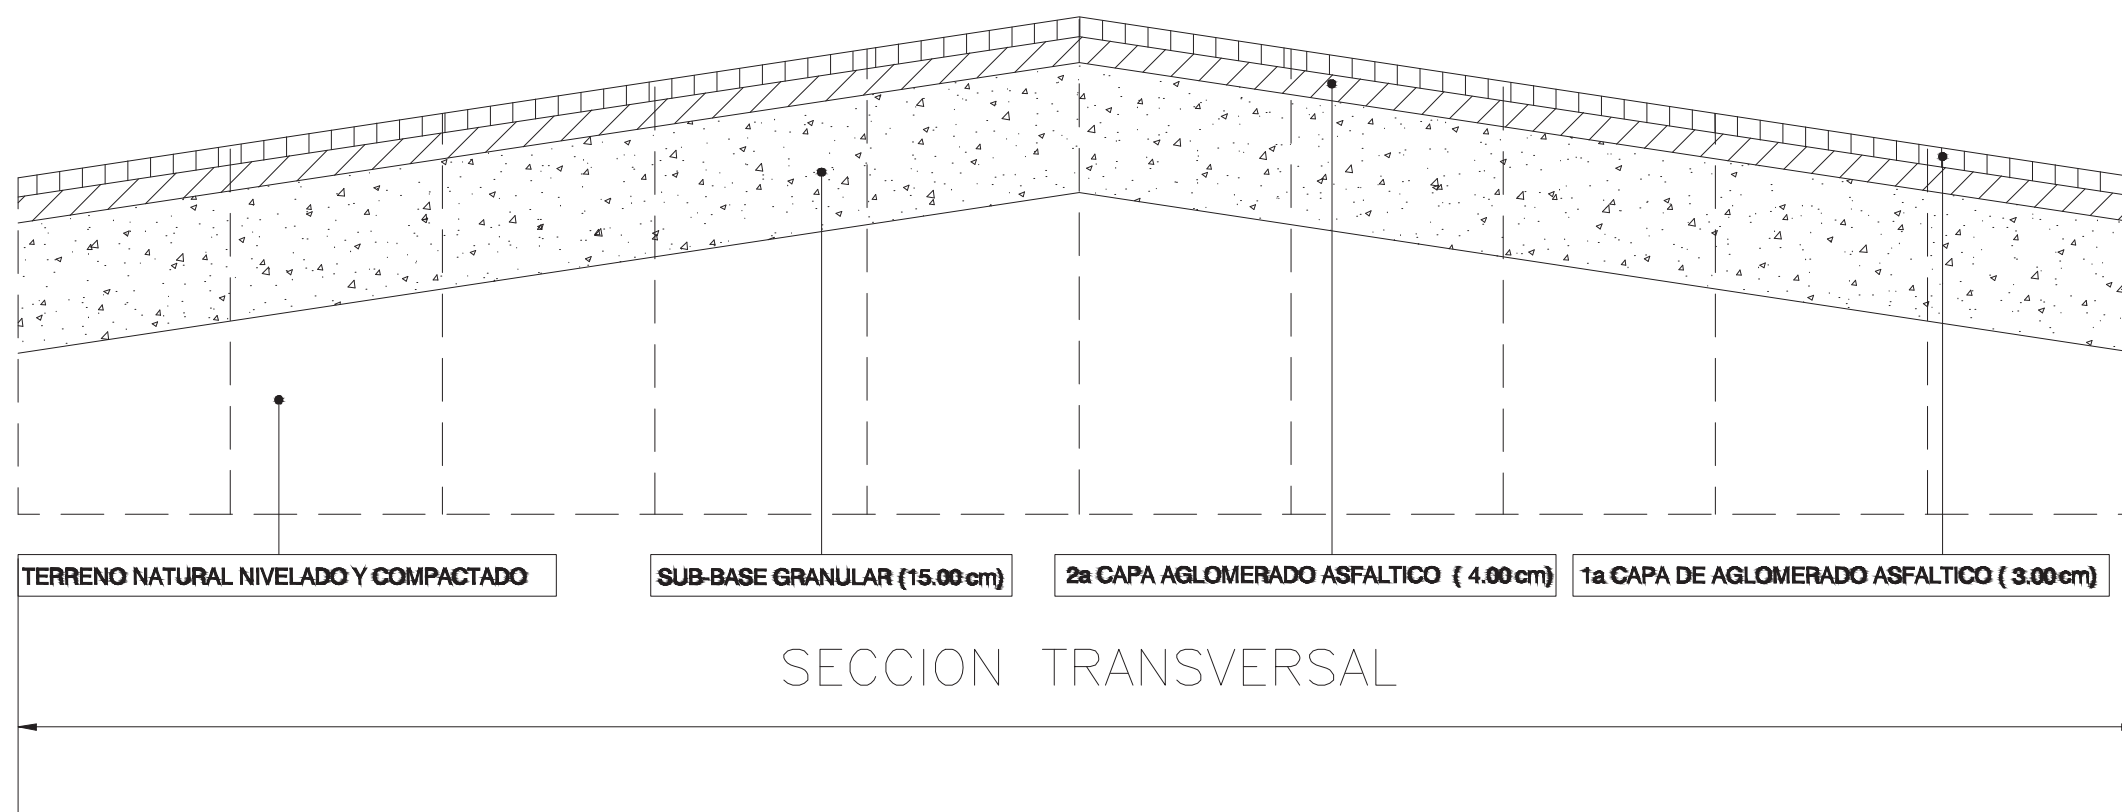 TERRENO NATURAL NIVELADO Y COMPACTADO
SUB-BASE GRANULAR (15.00 cm)
2a CAPA AGLOMERADO ASFALTICO ( 4.00 cm)
1a CAPA DE AGLOMERADO ASFALTICO ( 3.00 cm)
SECCION TRANSVERSAL